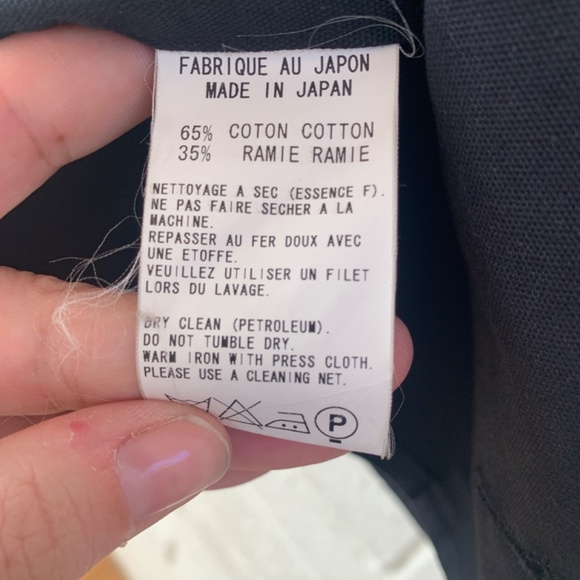 FABRIQUE AU JAPON
MADE IN JAPAN
65% COTON COTTON
35% RAMIE RAMIE
NETTOYAGE A SEC (ESSENCE F).
NE PAS FAIRE SECHER A LA
MACHINE.
REPASSER AU FER DOUX AVEC
UNE ETOFFE.
VEUILLEZ UTILISER UN FILET
LORS DU LAVAGE.
DRY CLEAN (PETROLEUM).
DO NOT TUMBLE DRY.
WARM IRON WITH PRESS CLOTH.
PLEASE USE A CLEANING NET.
P